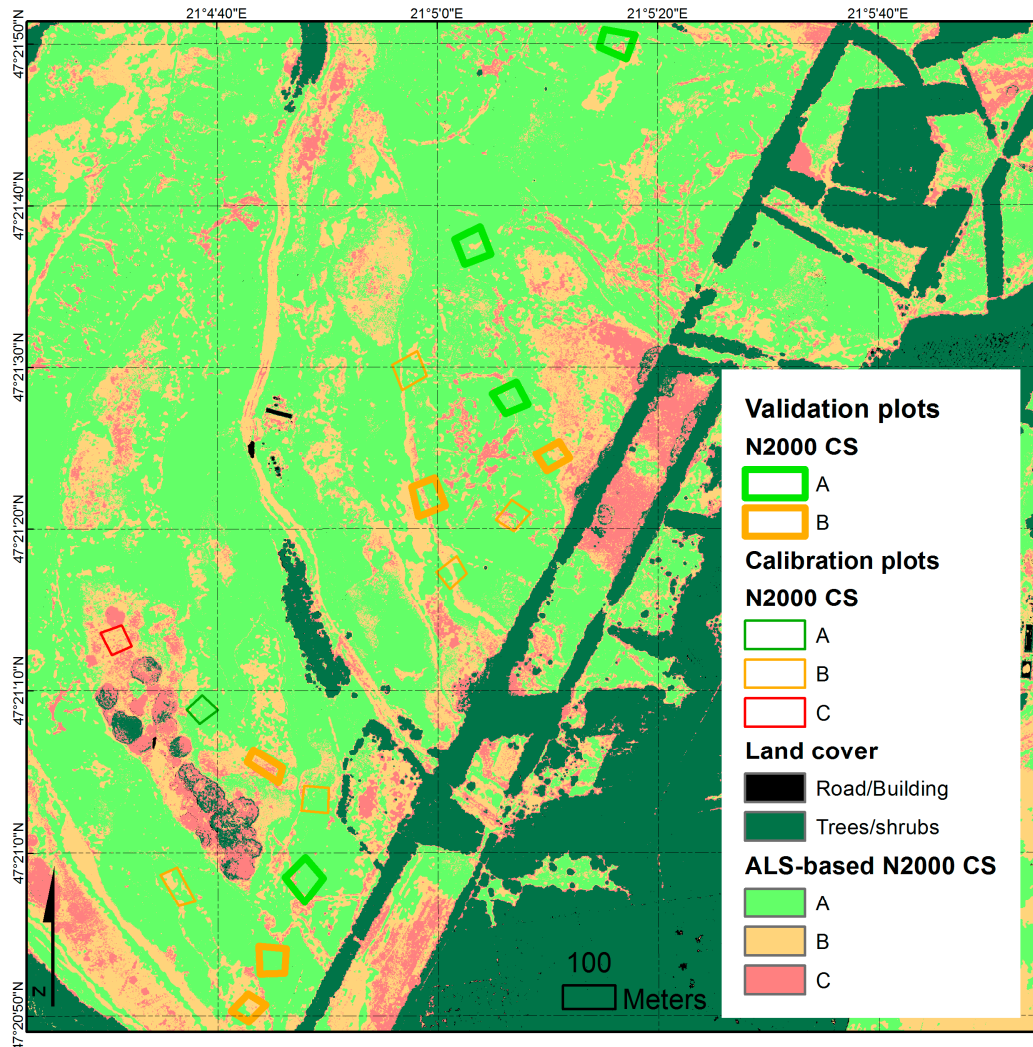 21°4'40"E
21°5'0"E
21°5'20"E
21°5'40"E
47°21'50"N
47°21'40"N
47°21'30"N
47°21'20"N
47°21'10"N
47°21'0"N
47°20'50"N
Validation plots
N2000 CS
A
B
Calibration plots
N2000 CS
A
B
C
Land cover
Road/Building
Trees/shrubs
ALS-based N2000 CS
A
B
C
N
100
Meters